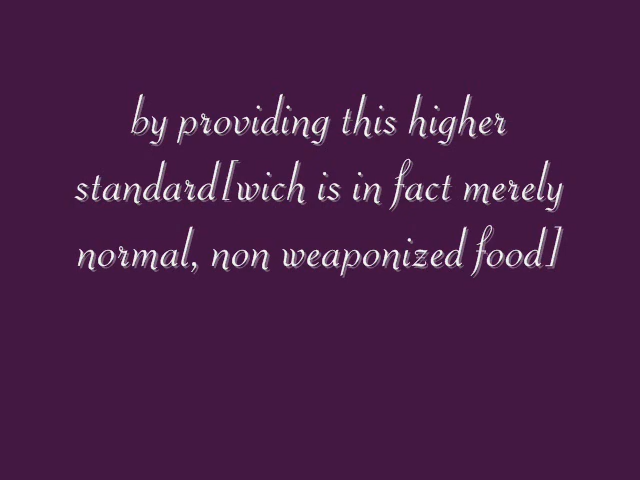 by providing this higher
standard[wich is in fact merely
normal, non weaponized food]